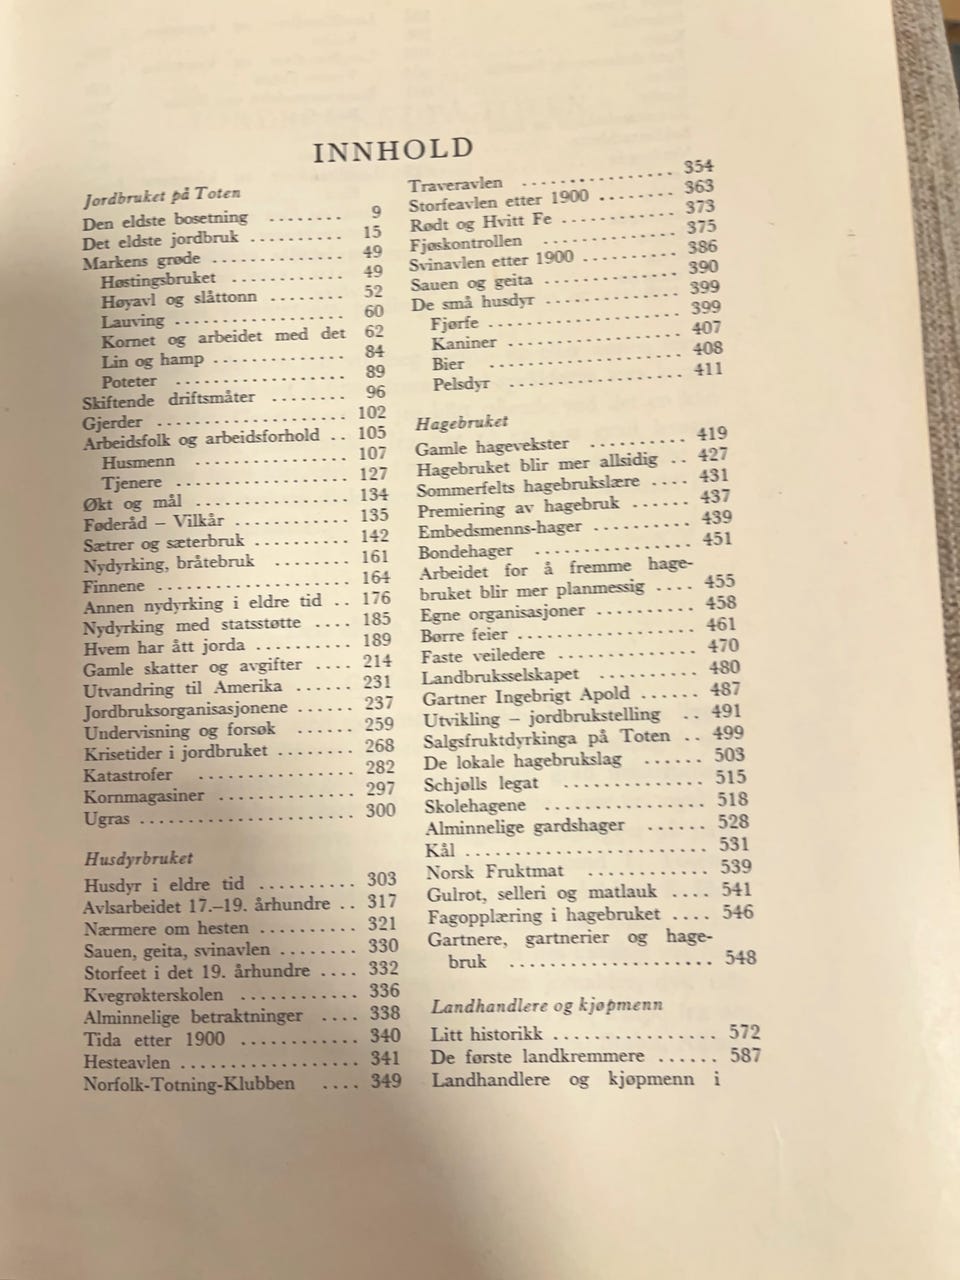 INNHOLD
Jordbruket på Toten
Den eldste bosetning ........ 9
Det eldste jordbruk .......... 15
Markens grøde .............. 49
Høstingsbruket ............ 49
Høyavl og slåttonn ........ 52
Lauving .................. 60
Kornet og arbeidet med det 62
Lin og hamp .............. 84
Poteter .................. 89
Skiftende driftsmåter ........ 96
Gjerder .................... 102
Arbeidsfolk og arbeidsforhold .. 105
Husmenn ................ 107
Tjenere .................. 127
Økt og mål ................ 134
Føderåd – Vilkår ............ 135
Sætrer og sæterbruk .......... 142
Nydyrking, bråtebruk ........ 161
Finnene .................... 164
Annen nydyrking i eldre tid .. 176
Nydyrking med statsstøtte .... 185
Hvem har ått jorda .......... 189
Gamle skatter og avgifter .... 214
Utvandring til Amerika ...... 231
Jordbruksorganisasjonene ...... 237
Undervisning og forsøk ...... 259
Krisetider i jordbruket ........ 268
Katastrofer ................ 282
Kornmagasiner .............. 297
Ugras ...................... 300
Husdyrbruket
Husdyr i eldre tid .......... 303
Avlsarbeidet 17.–19. århundre .. 317
Nærmere om hesten .......... 321
Sauen, geita, svinavlen ........ 330
Storfeet i det 19. århundre .... 332
Kvegrøkterskolen ............ 336
Alminnelige betraktninger .... 338
Tida etter 1900 ............ 340
Hesteavlen .................. 341
Norfolk-Totning-Klubben .... 349
Traveravlen ................ 354
Storfeavlen etter 1900 ........ 363
Rødt og Hvitt Fe ............ 373
Fjøskontrollen .............. 375
Svinavlen etter 1900 .......... 386
Sauen og geita .............. 390
De små husdyr .............. 399
Fjørfe .................... 399
Kaniner .................. 407
Bier .................... 408
Pelsdyr .................. 411
Hagebruket
Gamle hagevekster .......... 419
Hagebruket blir mer allsidig .. 427
Sommerfelts hagebrukslære .... 431
Premiering av hagebruk ...... 437
Embedsmenns-hager .......... 439
Bondehager ................ 451
Arbeidet for å fremme hage-
bruket blir mer planmessig .... 455
Egne organisasjoner .......... 458
Børre feier .................. 461
Faste veiledere .............. 470
Landbruksselskapet .......... 480
Gartner Ingebrigt Apold ...... 487
Utvikling – jordbrukstelling .. 491
Salgsfruktdyrkinga på Toten .. 499
De lokale hagebrukslag ...... 503
Schjølls legat .............. 515
Skolehagene ................ 518
Alminnelige gardshager ...... 528
Kål ........................ 531
Norsk Fruktmat ............ 539
Gulrot, selleri og matlauk .... 541
Fagopplæring i hagebruket .... 546
Gartnere, gartnerier og hage-
bruk .................... 548
Landhandlere og kjøpmenn
Litt historikk ................ 572
De første landkremmere ...... 587
Landhandlere og kjøpmenn i